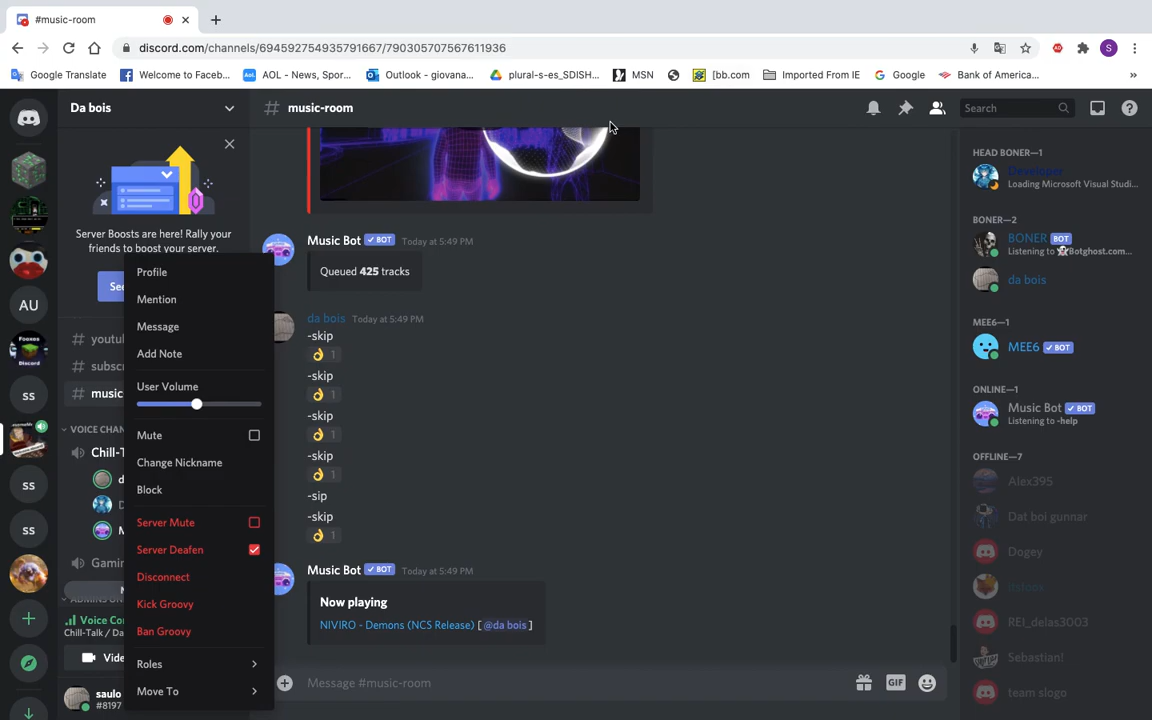 #music-room
discord.com/channels/694592754935791667/790305707567611936
S
Google Translate
Welcome to Faceb...
AOL - News, Spor...
Outlook - giovana...
plural-s-es_SDISH...
MSN
[bb.com
Imported From IE
Google
Bank of America...
»
Da bois
# music-room
Search
Server Boosts are here! Rally your
friends to boost your server.
See
AU
Fooxes
Discord
ss
ss
ss
# youtu
# subsc
# music
VOICE CHAN
Chill-T
d
D
M
Gamin
ADMINS ON
Voice Con
Chill-Talk / Da
Vide
saulo
#8197
Profile
Mention
Message
Add Note
User Volume
Mute
Change Nickname
Block
Server Mute
Server Deafen
Disconnect
Kick Groovy
Ban Groovy
Roles
Move To
Music Bot BOT Today at 5:49 PM
Queued 425 tracks
da bois Today at 5:49 PM
-skip
1
-skip
1
-skip
1
-skip
1
-sip
-skip
1
Music Bot BOT Today at 5:49 PM
Now playing
NIVIRO - Demons (NCS Release) [@da bois]
Message #music-room
GIF
HEAD BONER—1
Developer
Loading Microsoft Visual Studi...
BONER—2
BONER BOT
Listening to Botghost.com...
da bois
MEE6—1
MEE6 BOT
ONLINE—1
Music Bot BOT
Listening to -help
OFFLINE—7
Alex395
Dat boi gunnar
Dogey
itsfoox
REI_delas3003
Sebastian!
team slogo